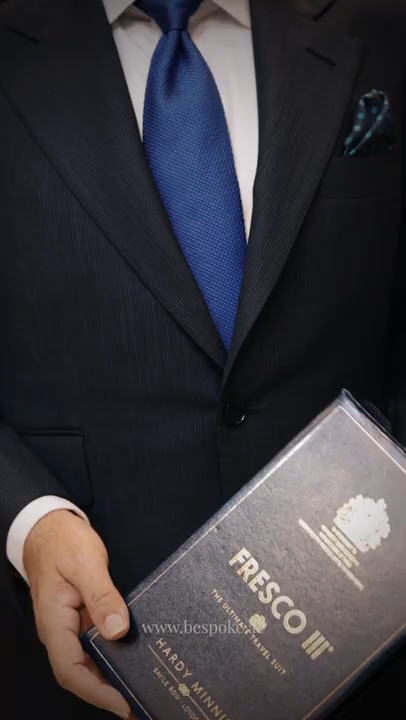 FRESCO III
THE ULTIMATE TRAVEL SUIT
HARDY MINNI
SAVILE ROW · LONDON
www.bespoke